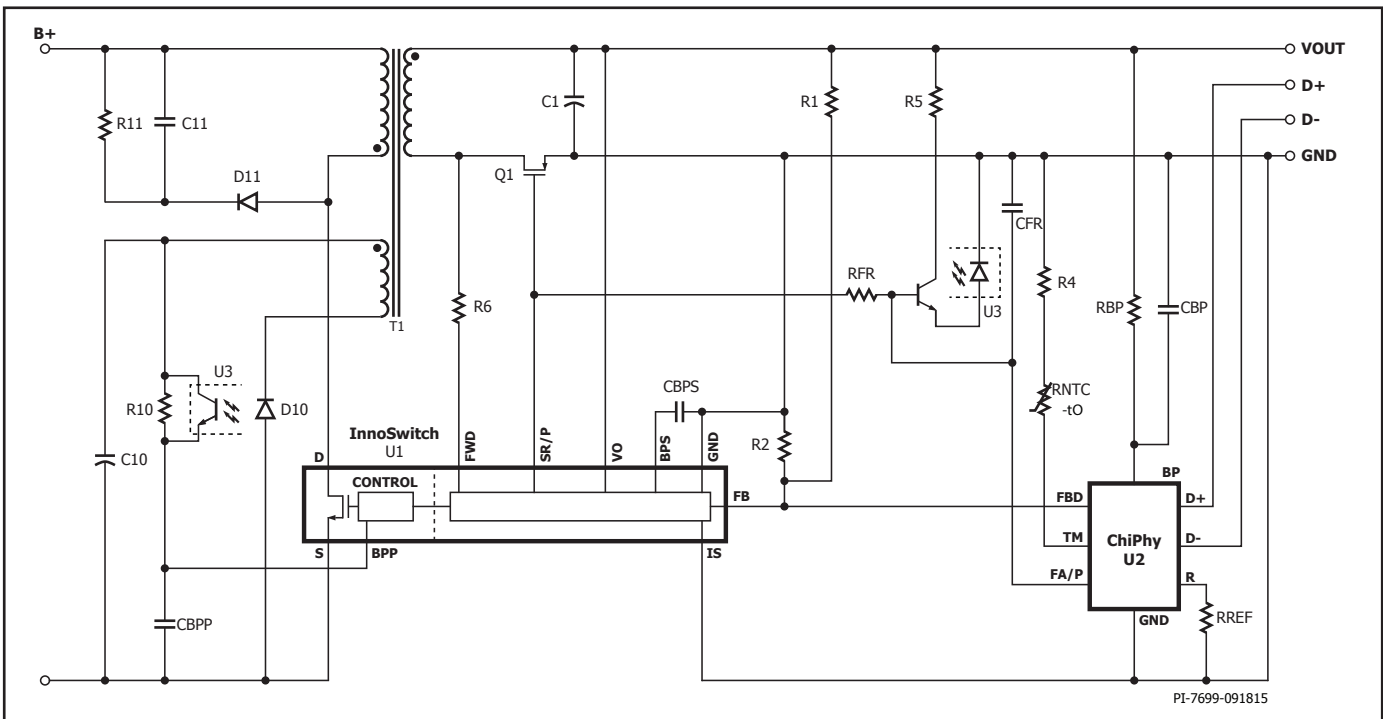 B+
VOUT
D+
D-
GND
R11
C11
C1
R1
R5
D11
Q1
CFR
T1
R6
RFR
U3
R4
RBP
CBP
U3
R10
D10
C10
CBPS
RNTC
-tO
InnoSwitch
U1
R2
D
FWD
SR/P
VO
BPS
GND
CONTROL
FB
BP
FBD
D+
TM
ChiPhy
U2
D-
S
BPP
IS
FA/P
R
CBPP
GND
RREF
PI-7699-091815